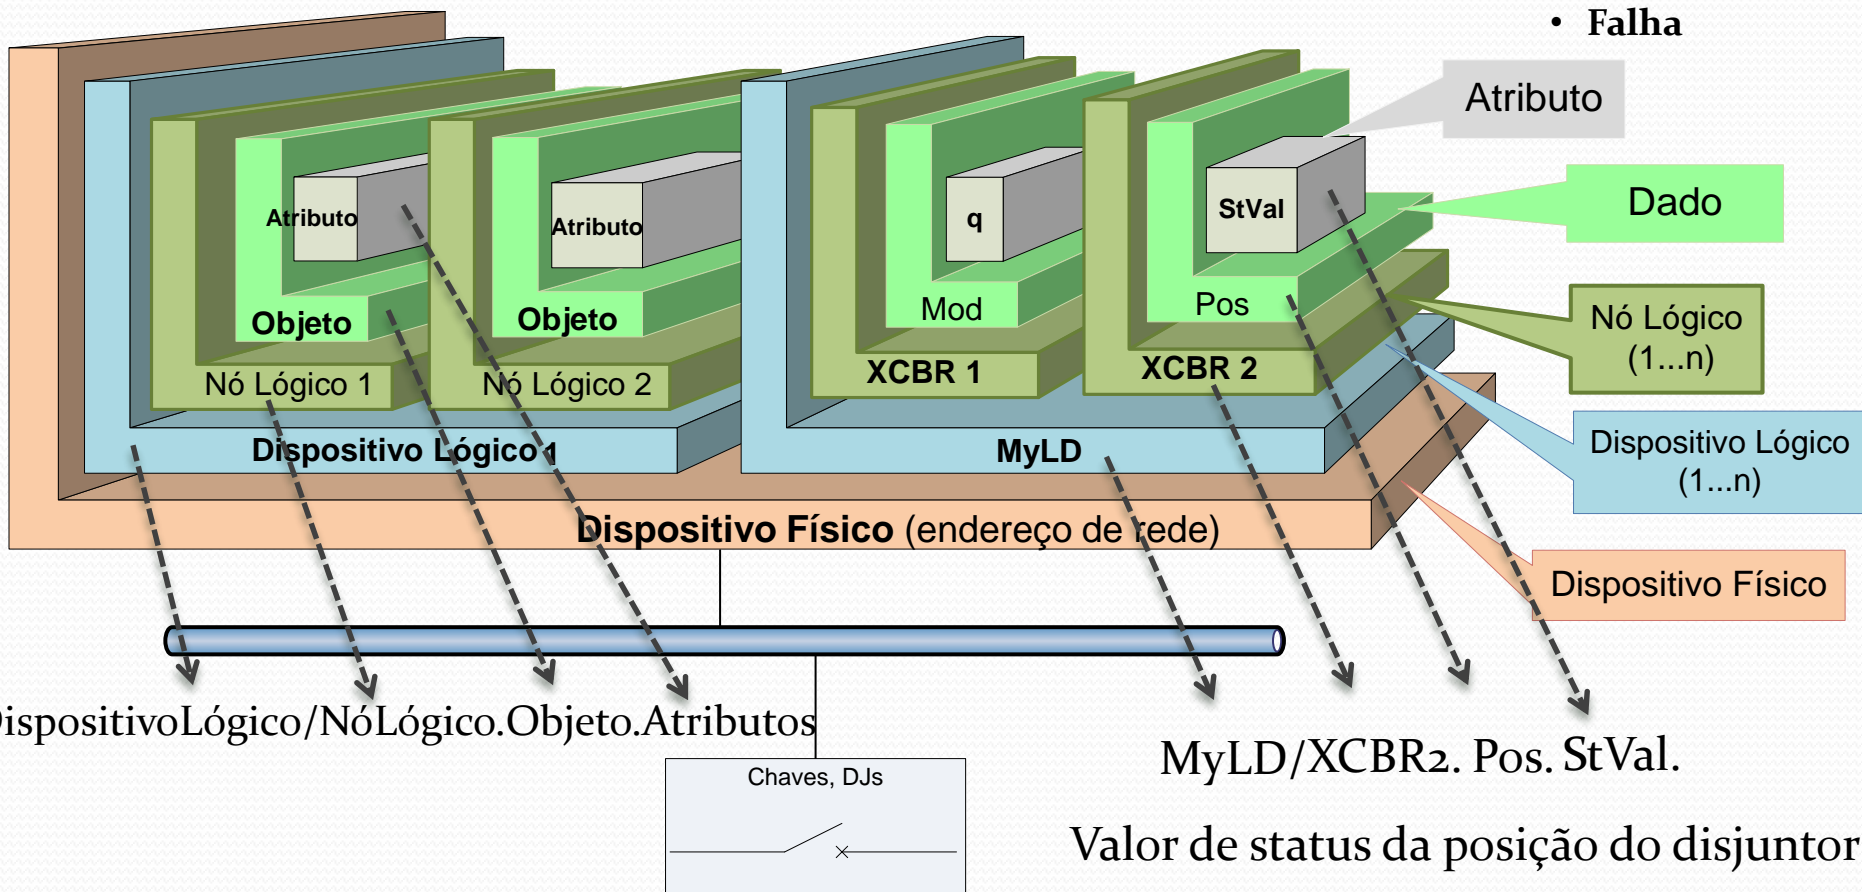 • Falha
Atributo
Dado
Nó Lógico
(1...n)
Dispositivo Lógico
(1...n)
Dispositivo Físico
Atributo
Atributo
q
StVal
Objeto
Objeto
Mod
Pos
Nó Lógico 1
Nó Lógico 2
XCBR 1
XCBR 2
Dispositivo Lógico 1
MyLD
Dispositivo Físico (endereço de rede)
DispositivoLógico/NóLógico.Objeto.Atributos
MyLD/XCBR2. Pos. StVal.
Chaves, DJs
Valor de status da posição do disjuntor